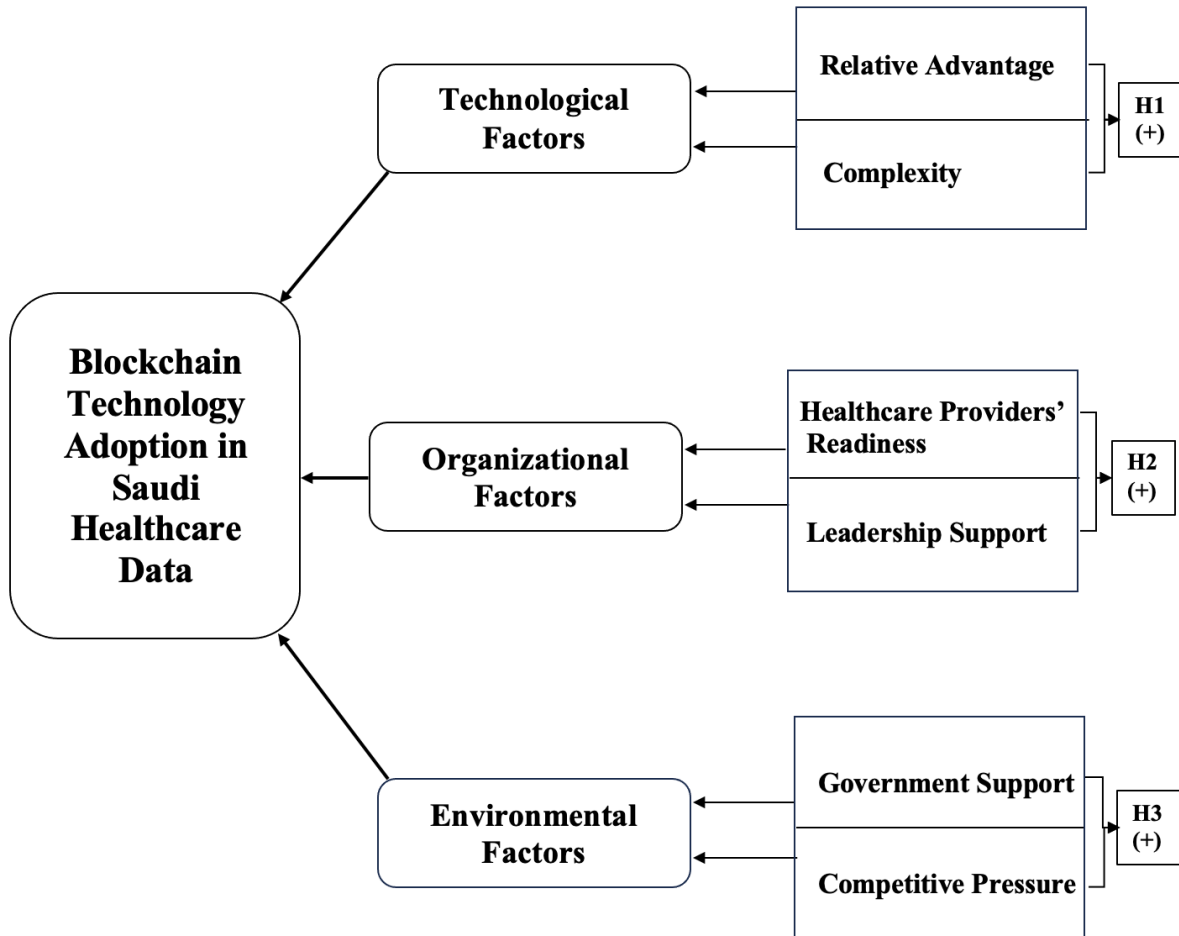 Blockchain
Technology
Adoption in
Saudi
Healthcare
Data
Technological
Factors
Relative Advantage
Complexity
H1
(+)
Organizational
Factors
Healthcare Providers’
Readiness
Leadership Support
H2
(+)
Environmental
Factors
Government Support
Competitive Pressure
H3
(+)